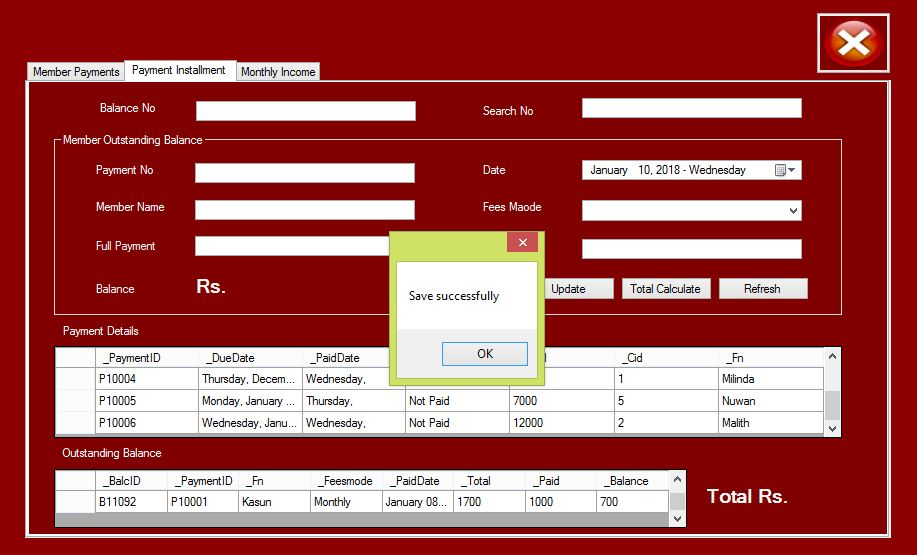 Member Payments Payment Installment Monthly Income
Balance No Search No
Member Outstanding Balance
Payment No Date January 10, 2018 - Wednesday
Member Name Fees Maode
Full Payment
Balance Rs. Update Total Calculate Refresh
Save successfully
OK
Payment Details
_PaymentID _DueDate _PaidDate _Cid _Fn
P10004 Thursday, Decem... Wednesday, 1 Milinda
P10005 Monday, January ... Thursday, Not Paid 7000 5 Nuwan
P10006 Wednesday, Janu... Wednesday, Not Paid 12000 2 Malith
Outstanding Balance
_BalcID _PaymentID _Fn _Feesmode _PaidDate _Total _Paid _Balance
B11092 P10001 Kasun Monthly January 08... 1700 1000 700
Total Rs.